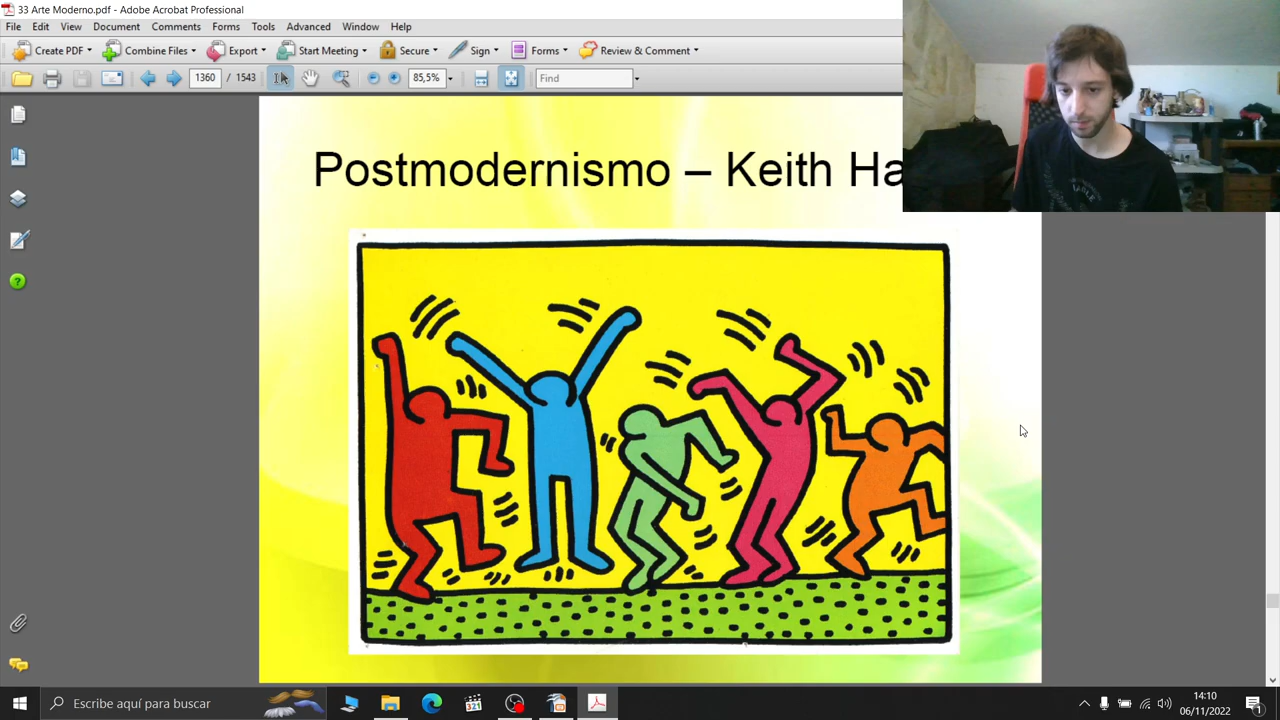 33 Arte Moderno.pdf - Adobe Acrobat Professional
File Edit View Document Comments Forms Tools Advanced Window Help
Create PDF Combine Files Export Start Meeting Secure Sign Forms Review & Comment
1360 / 1543 85,5% Find
Postmodernismo – Keith Ha
Escribe aquí para buscar
321
14:10
06/11/2022
1